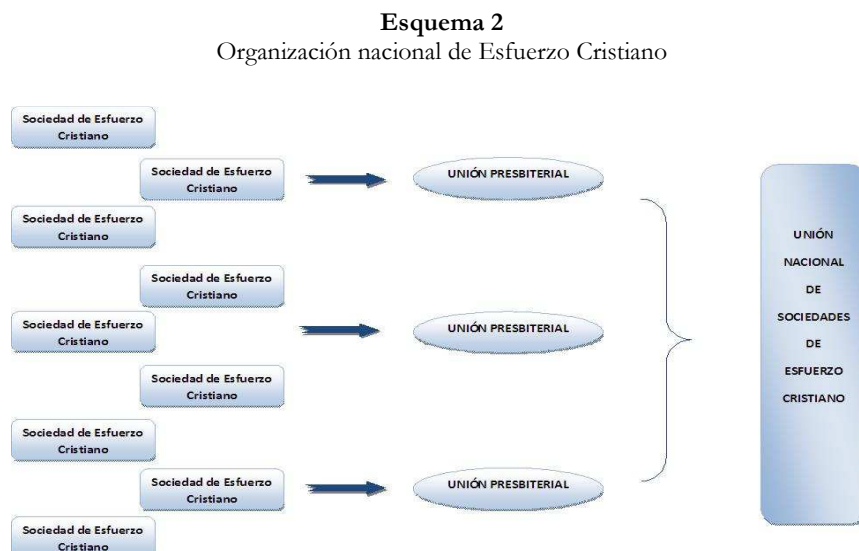 Esquema 2
Organización nacional de Esfuerzo Cristiano
Sociedad de Esfuerzo
Cristiano
Sociedad de Esfuerzo
Cristiano
UNIÓN PRESBITERIAL
Sociedad de Esfuerzo
Cristiano
Sociedad de Esfuerzo
Cristiano
Sociedad de Esfuerzo
Cristiano
UNIÓN PRESBITERIAL
Sociedad de Esfuerzo
Cristiano
Sociedad de Esfuerzo
Cristiano
Sociedad de Esfuerzo
Cristiano
UNIÓN PRESBITERIAL
Sociedad de Esfuerzo
Cristiano
UNIÓN
NACIONAL
DE
SOCIEDADES
DE
ESFUERZO
CRISTIANO